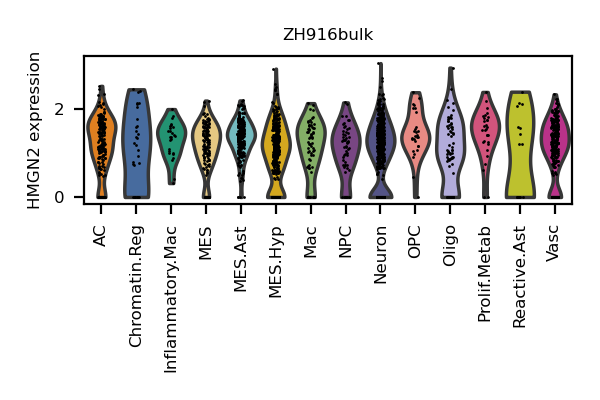 ZH916bulk
HMGN2 expression
2
0
AC
Chromatin.Reg
Inflammatory.Mac
MES
MES.Ast
MES.Hyp
Mac
NPC
Neuron
OPC
Oligo
Prolif.Metab
Reactive.Ast
Vasc